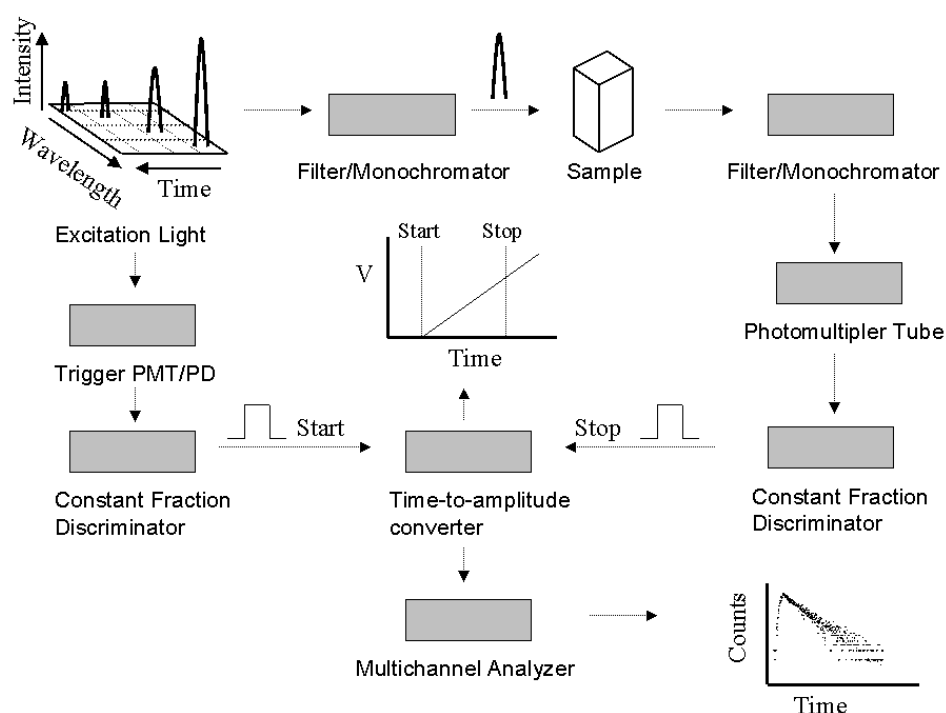 Intensity
Wavelength
Time
Excitation Light
Filter/Monochromator
Sample
Filter/Monochromator
Start
Stop
V
Time
Trigger PMT/PD
Photomultipler Tube
Start
Stop
Constant Fraction
Discriminator
Time-to-amplitude
converter
Constant Fraction
Discriminator
Multichannel Analyzer
Counts
Time